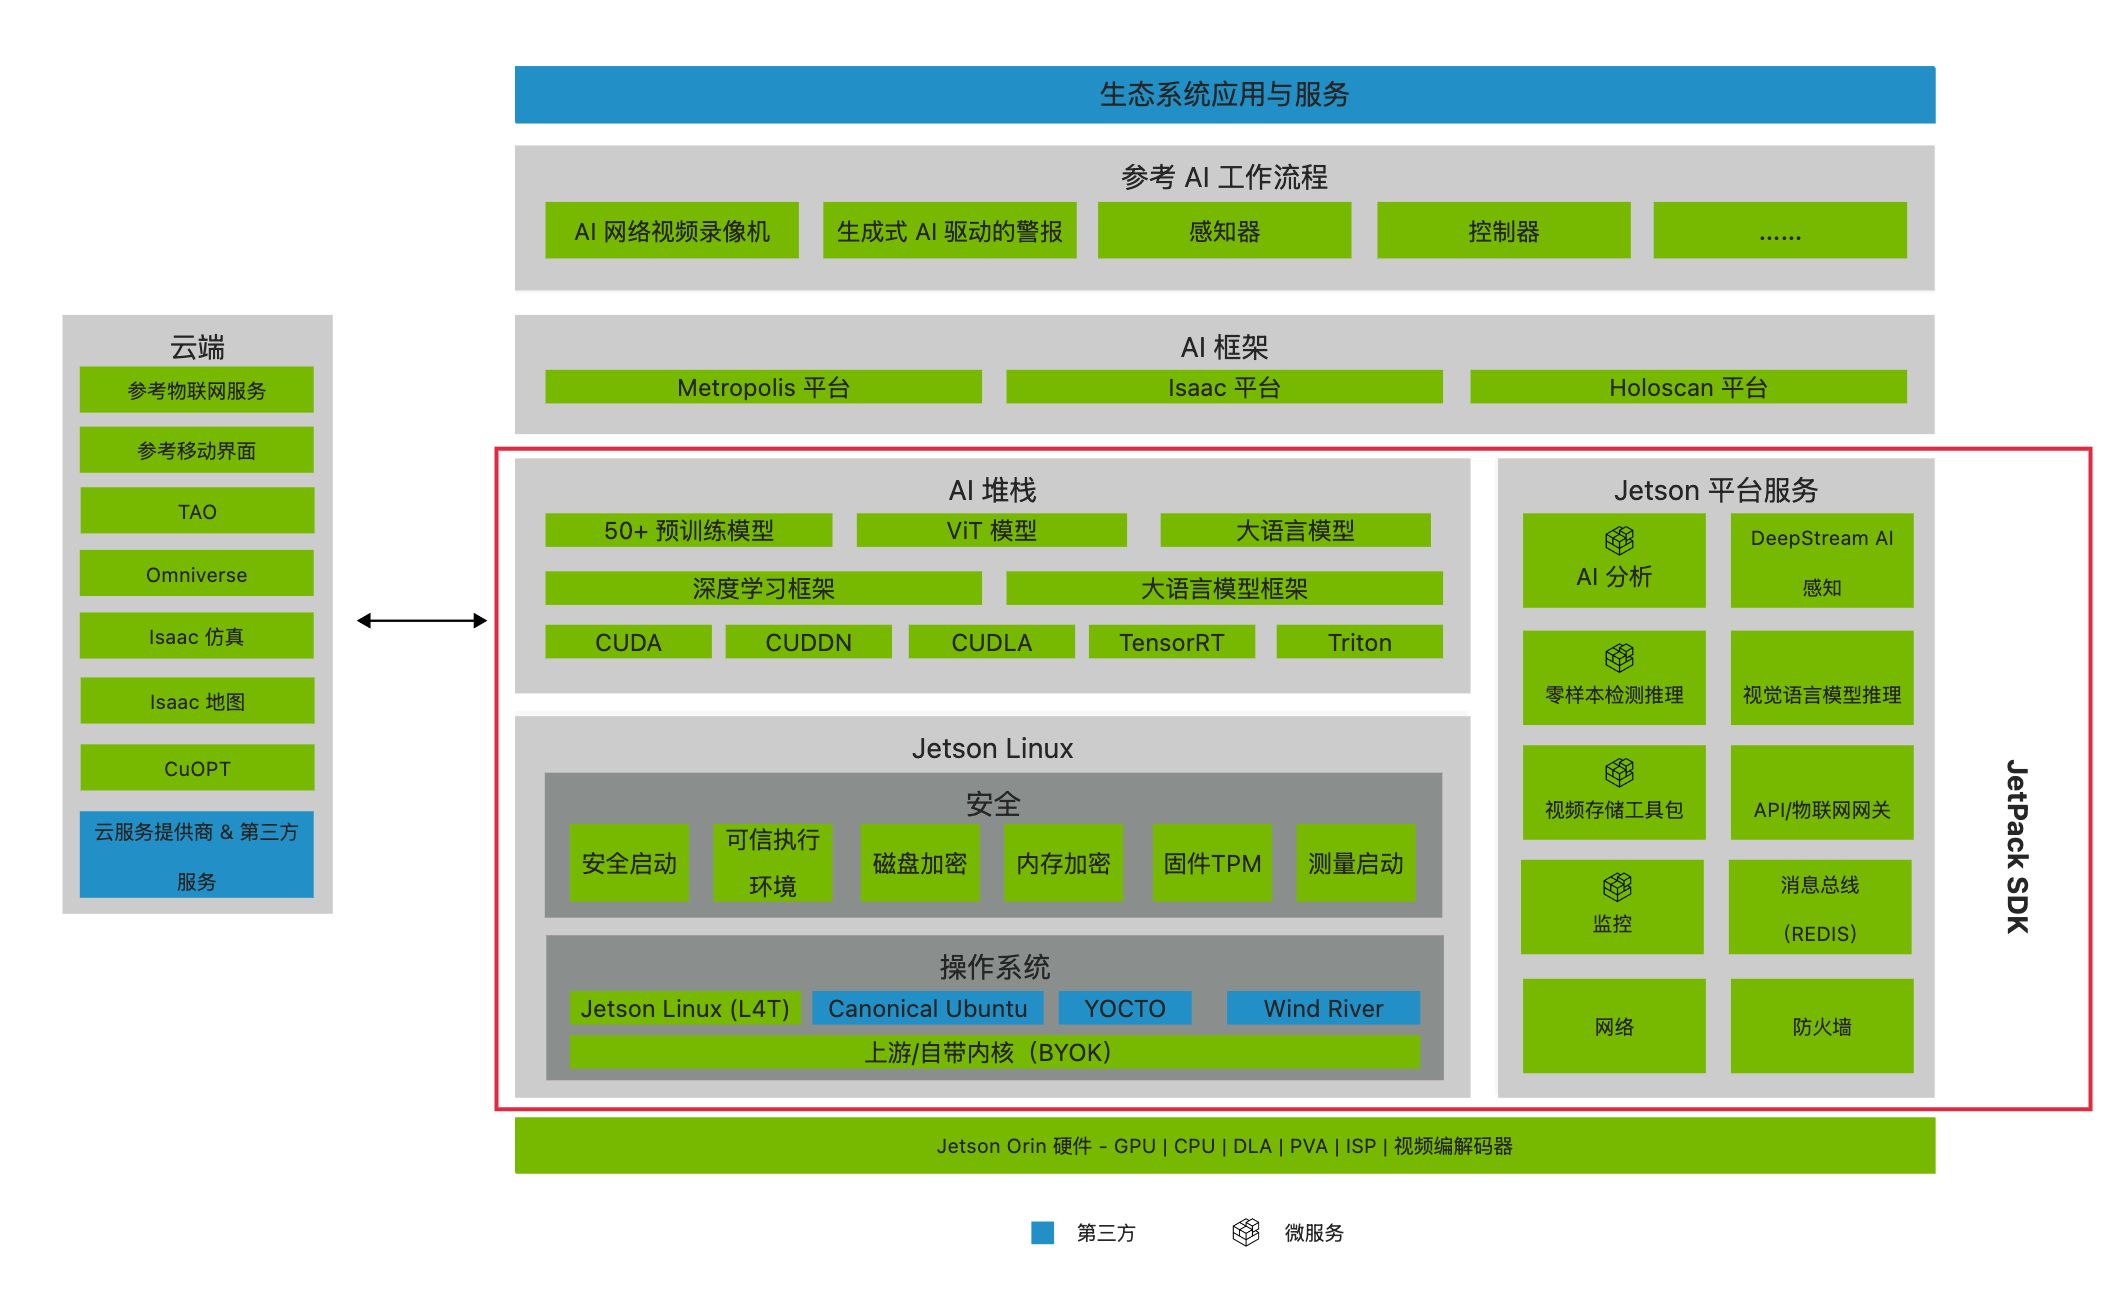 生态系统应用与服务
参考 AI 工作流程
AI 网络视频录像机
生成式 AI 驱动的警报
感知器
控制器
......
云端
参考物联网服务
参考移动界面
TAO
Omniverse
Isaac 仿真
Isaac 地图
CuOPT
云服务提供商 & 第三方
服务
AI 框架
Metropolis 平台
Isaac 平台
Holoscan 平台
AI 堆栈
50+ 预训练模型
ViT 模型
大语言模型
深度学习框架
大语言模型框架
CUDA
CUDDN
CUDLA
TensorRT
Triton
Jetson Linux
安全
安全启动
可信执行
环境
磁盘加密
内存加密
固件TPM
测量启动
操作系统
Jetson Linux (L4T)
Canonical Ubuntu
YOCTO
Wind River
上游/自带内核（BYOK）
Jetson 平台服务
AI 分析
DeepStream AI
感知
零样本检测推理
视觉语言模型推理
视频存储工具包
API/物联网网关
监控
消息总线
（REDIS）
网络
防火墙
JetPack SDK
Jetson Orin 硬件 - GPU | CPU | DLA | PVA | ISP | 视频编解码器
第三方
微服务